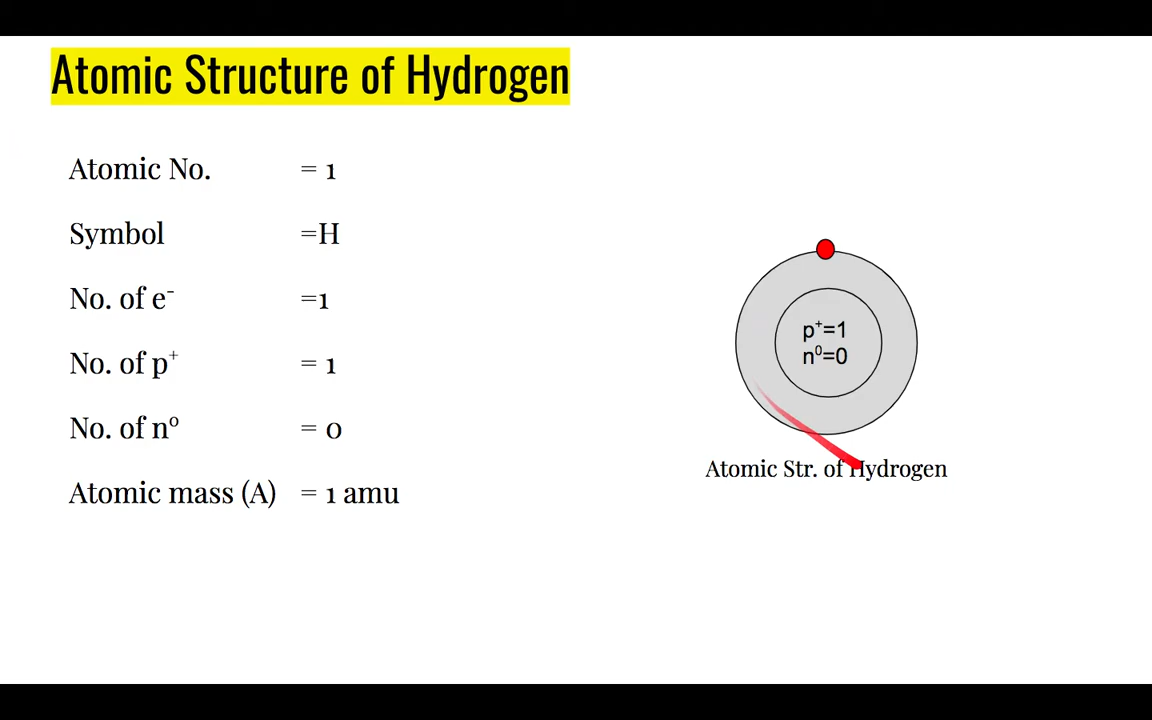 Atomic Structure of Hydrogen
Atomic No. = 1
Symbol =H
No. of e⁻ =1
No. of p⁺ = 1
No. of n⁰ = 0
Atomic mass (A) = 1 amu
p⁺=1
n⁰=0
Atomic Str. of Hydrogen